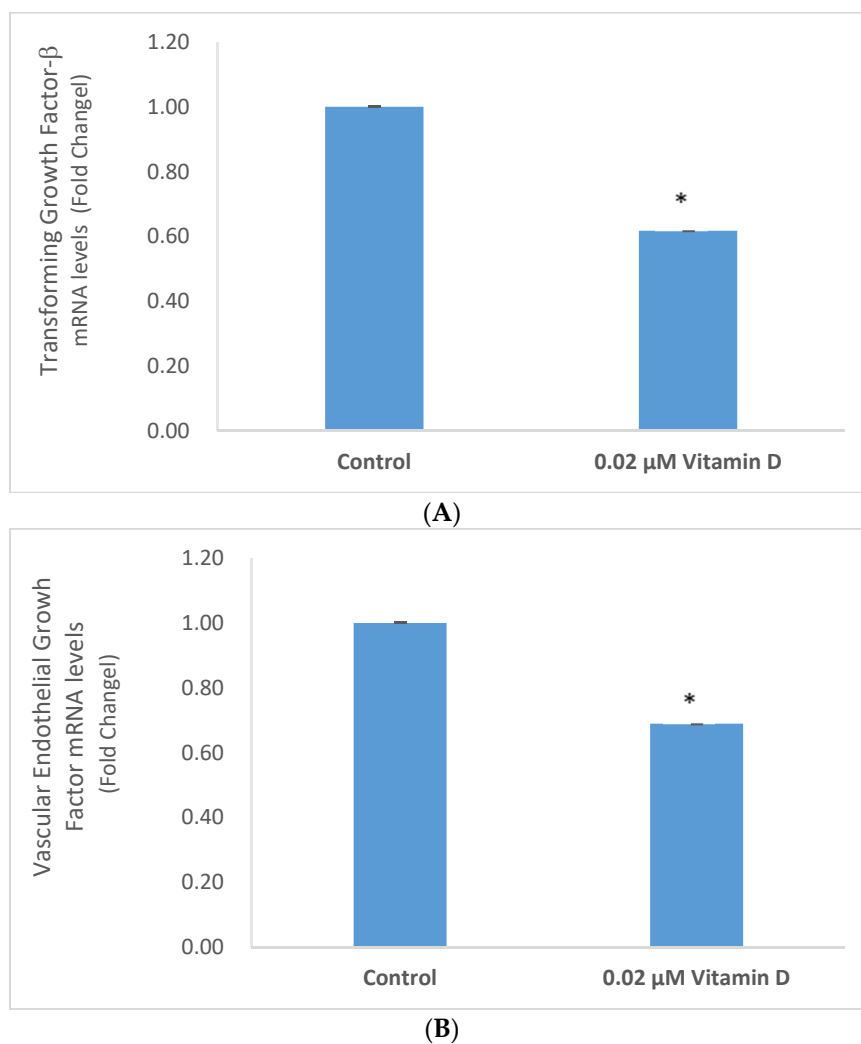 Transforming Growth Factor-β
mRNA levels (Fold Changel)
1.20
1.00
0.80
0.60
0.40
0.20
0.00
*
Control
0.02 µM Vitamin D
(A)
Vascular Endothelial Growh
Factor mRNA levels
(Fold Changel)
1.20
1.00
0.80
0.60
0.40
0.20
0.00
*
Control
0.02 µM Vitamin D
(B)